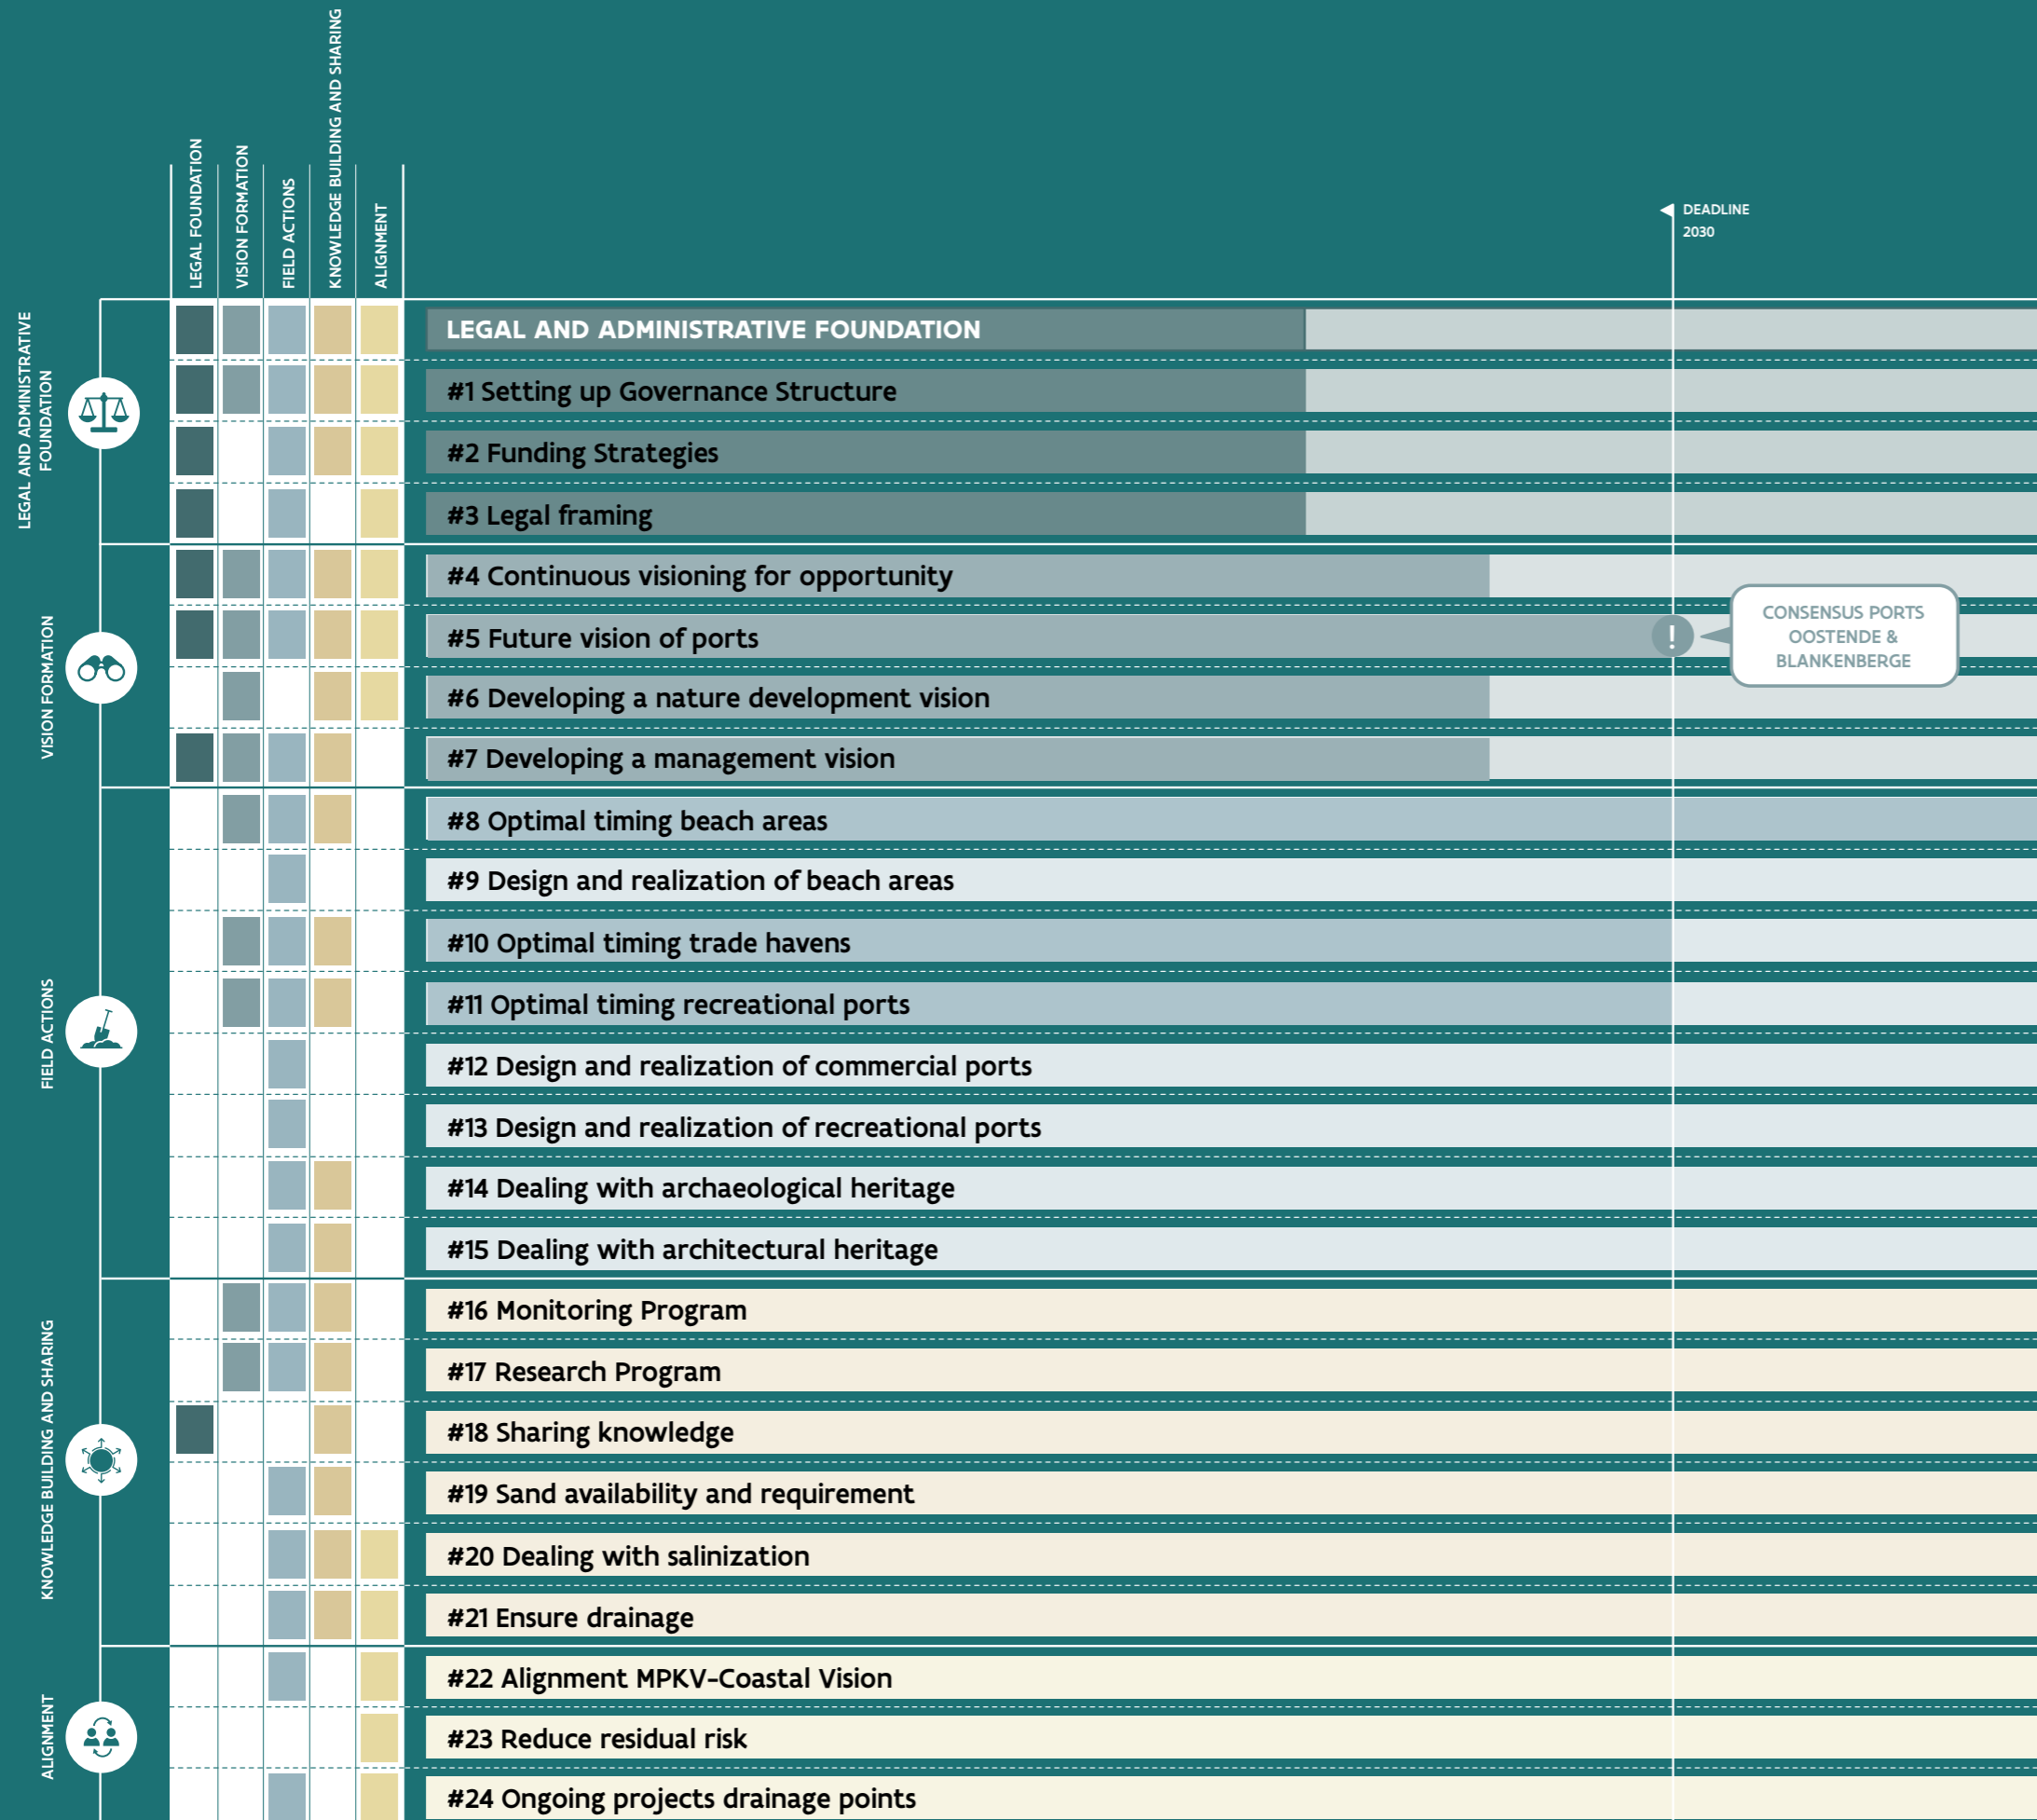 LEGAL FOUNDATION
VISION FORMATION
FIELD ACTIONS
KNOWLEDGE BUILDING AND SHARING
ALIGNMENT
DEADLINE
2030
LEGAL AND ADMINISTRATIVE
FOUNDATION
LEGAL AND ADMINISTRATIVE FOUNDATION
#1 Setting up Governance Structure
#2 Funding Strategies
#3 Legal framing
VISION FORMATION
#4 Continuous visioning for opportunity
#5 Future vision of ports
!
CONSENSUS PORTS
OOSTENDE &
BLANKENBERGE
#6 Developing a nature development vision
#7 Developing a management vision
FIELD ACTIONS
#8 Optimal timing beach areas
#9 Design and realization of beach areas
#10 Optimal timing trade havens
#11 Optimal timing recreational ports
#12 Design and realization of commercial ports
#13 Design and realization of recreational ports
#14 Dealing with archaeological heritage
#15 Dealing with architectural heritage
KNOWLEDGE BUILDING AND SHARING
#16 Monitoring Program
#17 Research Program
#18 Sharing knowledge
#19 Sand availability and requirement
#20 Dealing with salinization
#21 Ensure drainage
ALIGNMENT
#22 Alignment MPKV-Coastal Vision
#23 Reduce residual risk
#24 Ongoing projects drainage points